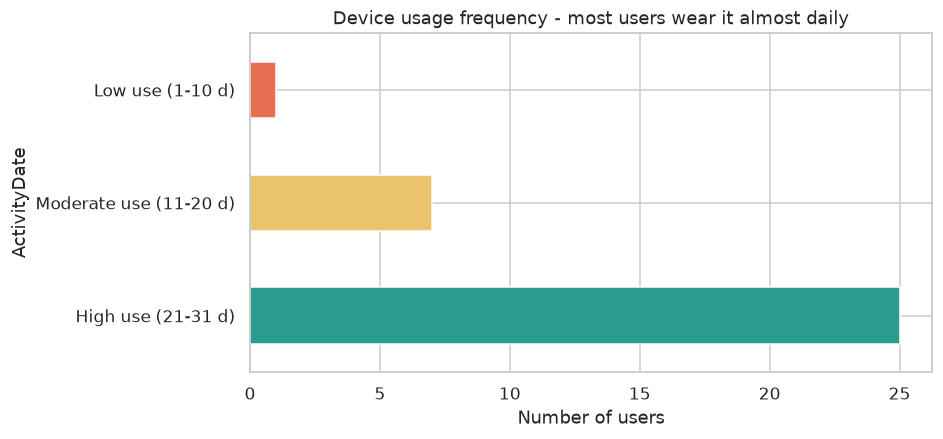 Device usage frequency - most users wear it almost daily
ActivityDate
Low use (1-10 d)
Moderate use (11-20 d)
High use (21-31 d)
0 5 10 15 20 25
Number of users